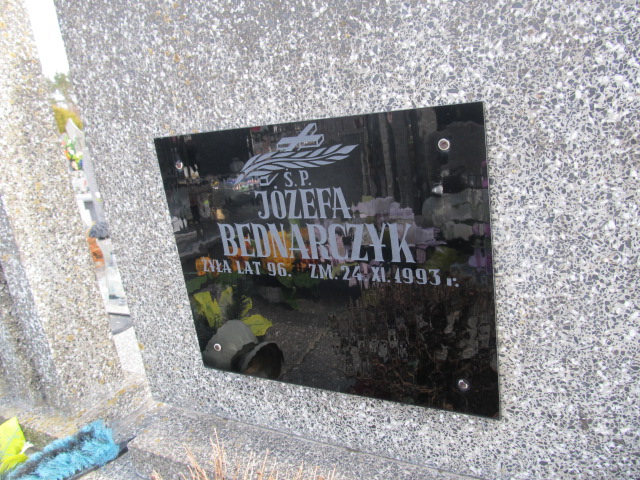 Ś.P.
JÓZEFA
BEDNARCZYK
ŻYŁA LAT 96. ZM. 24.XI.1993 r.